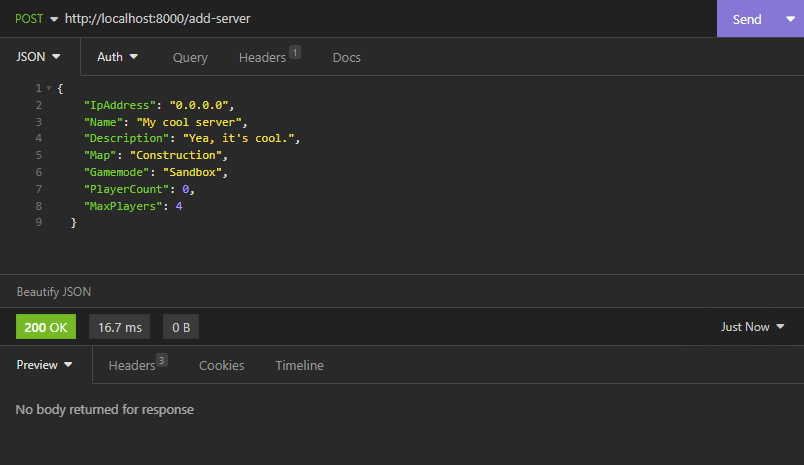 POST http://localhost:8000/add-server Send
JSON Auth Query Headers 1 Docs
1 {
2 "IpAddress": "0.0.0.0",
3 "Name": "My cool server",
4 "Description": "Yea, it's cool.",
5 "Map": "Construction",
6 "Gamemode": "Sandbox",
7 "PlayerCount": 0,
8 "MaxPlayers": 4
9 }
Beautify JSON
200 OK 16.7 ms 0 B Just Now
Preview Headers 3 Cookies Timeline
No body returned for response